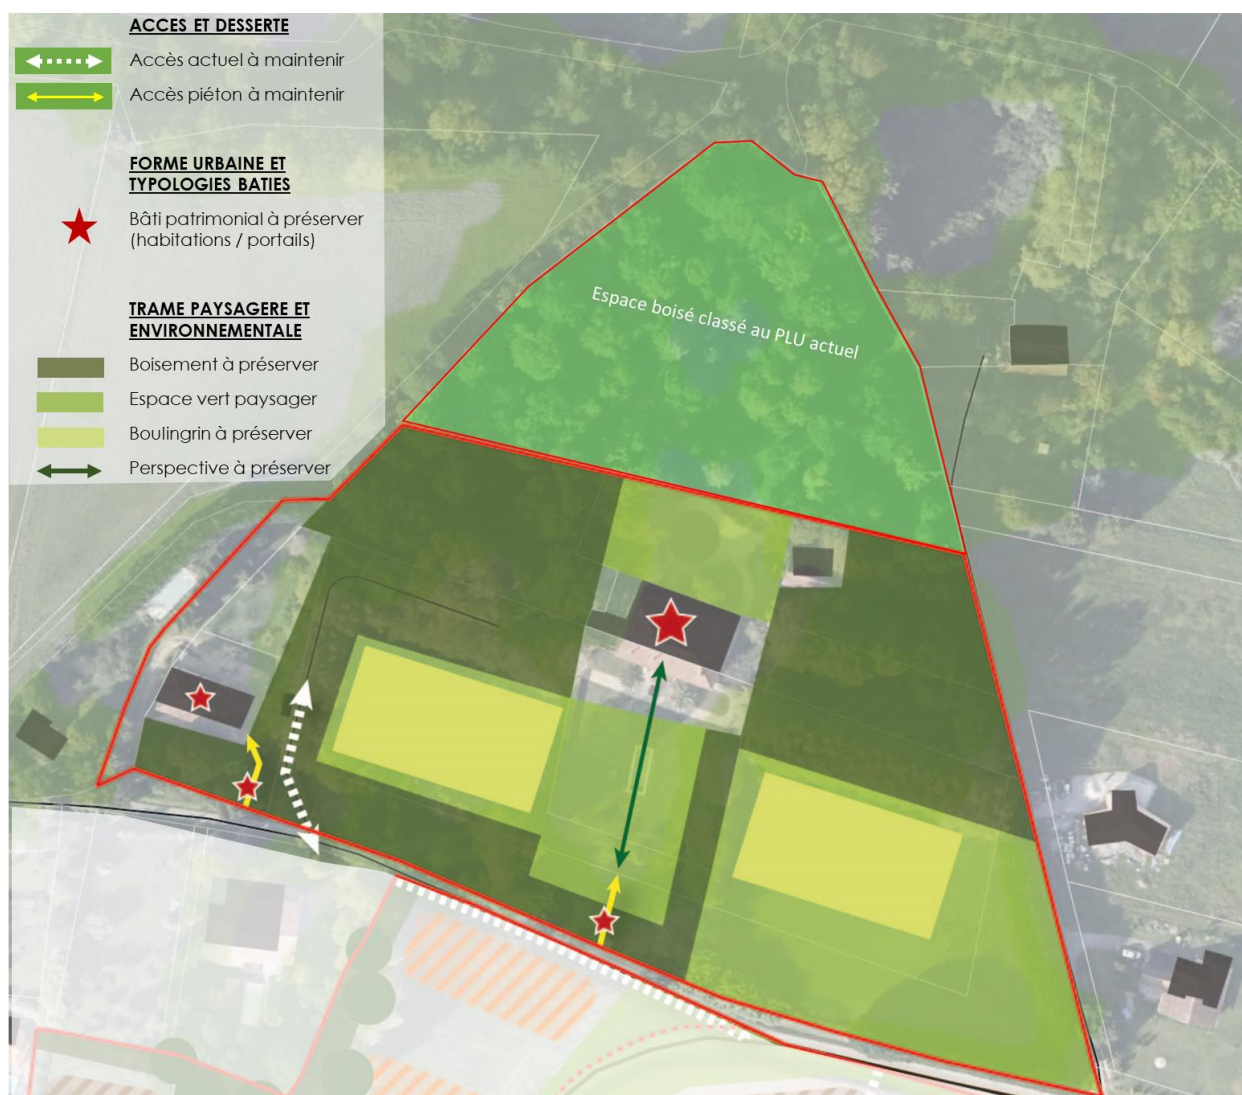 ACCES ET DESSERTE
Accès actuel à maintenir
Accès piéton à maintenir
FORME URBAINE ET
TYPOLOGIES BATIES
Bâti patrimonial à préserver
(habitations / portails)
TRAME PAYSAGERE ET
ENVIRONNEMENTALE
Boisement à préserver
Espace vert paysager
Boulingrin à préserver
Perspective à préserver
Espace boisé classé au PLU actuel